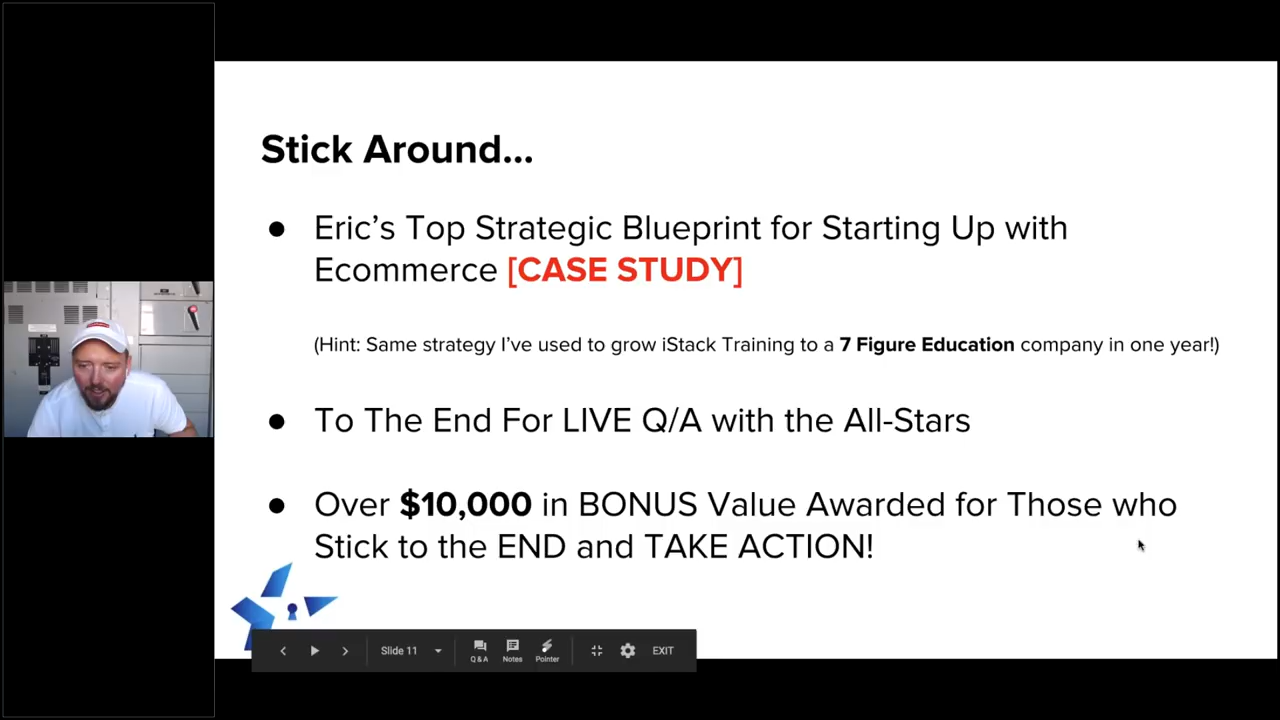 Stick Around...
● Eric's Top Strategic Blueprint for Starting Up with
Ecommerce [CASE STUDY]
(Hint: Same strategy I've used to grow iStack Training to a 7 Figure Education company in one year!)
● To The End For LIVE Q/A with the All-Stars
● Over $10,000 in BONUS Value Awarded for Those who
Stick to the END and TAKE ACTION!
Slide 11
Q & A
Notes
Pointer
EXIT